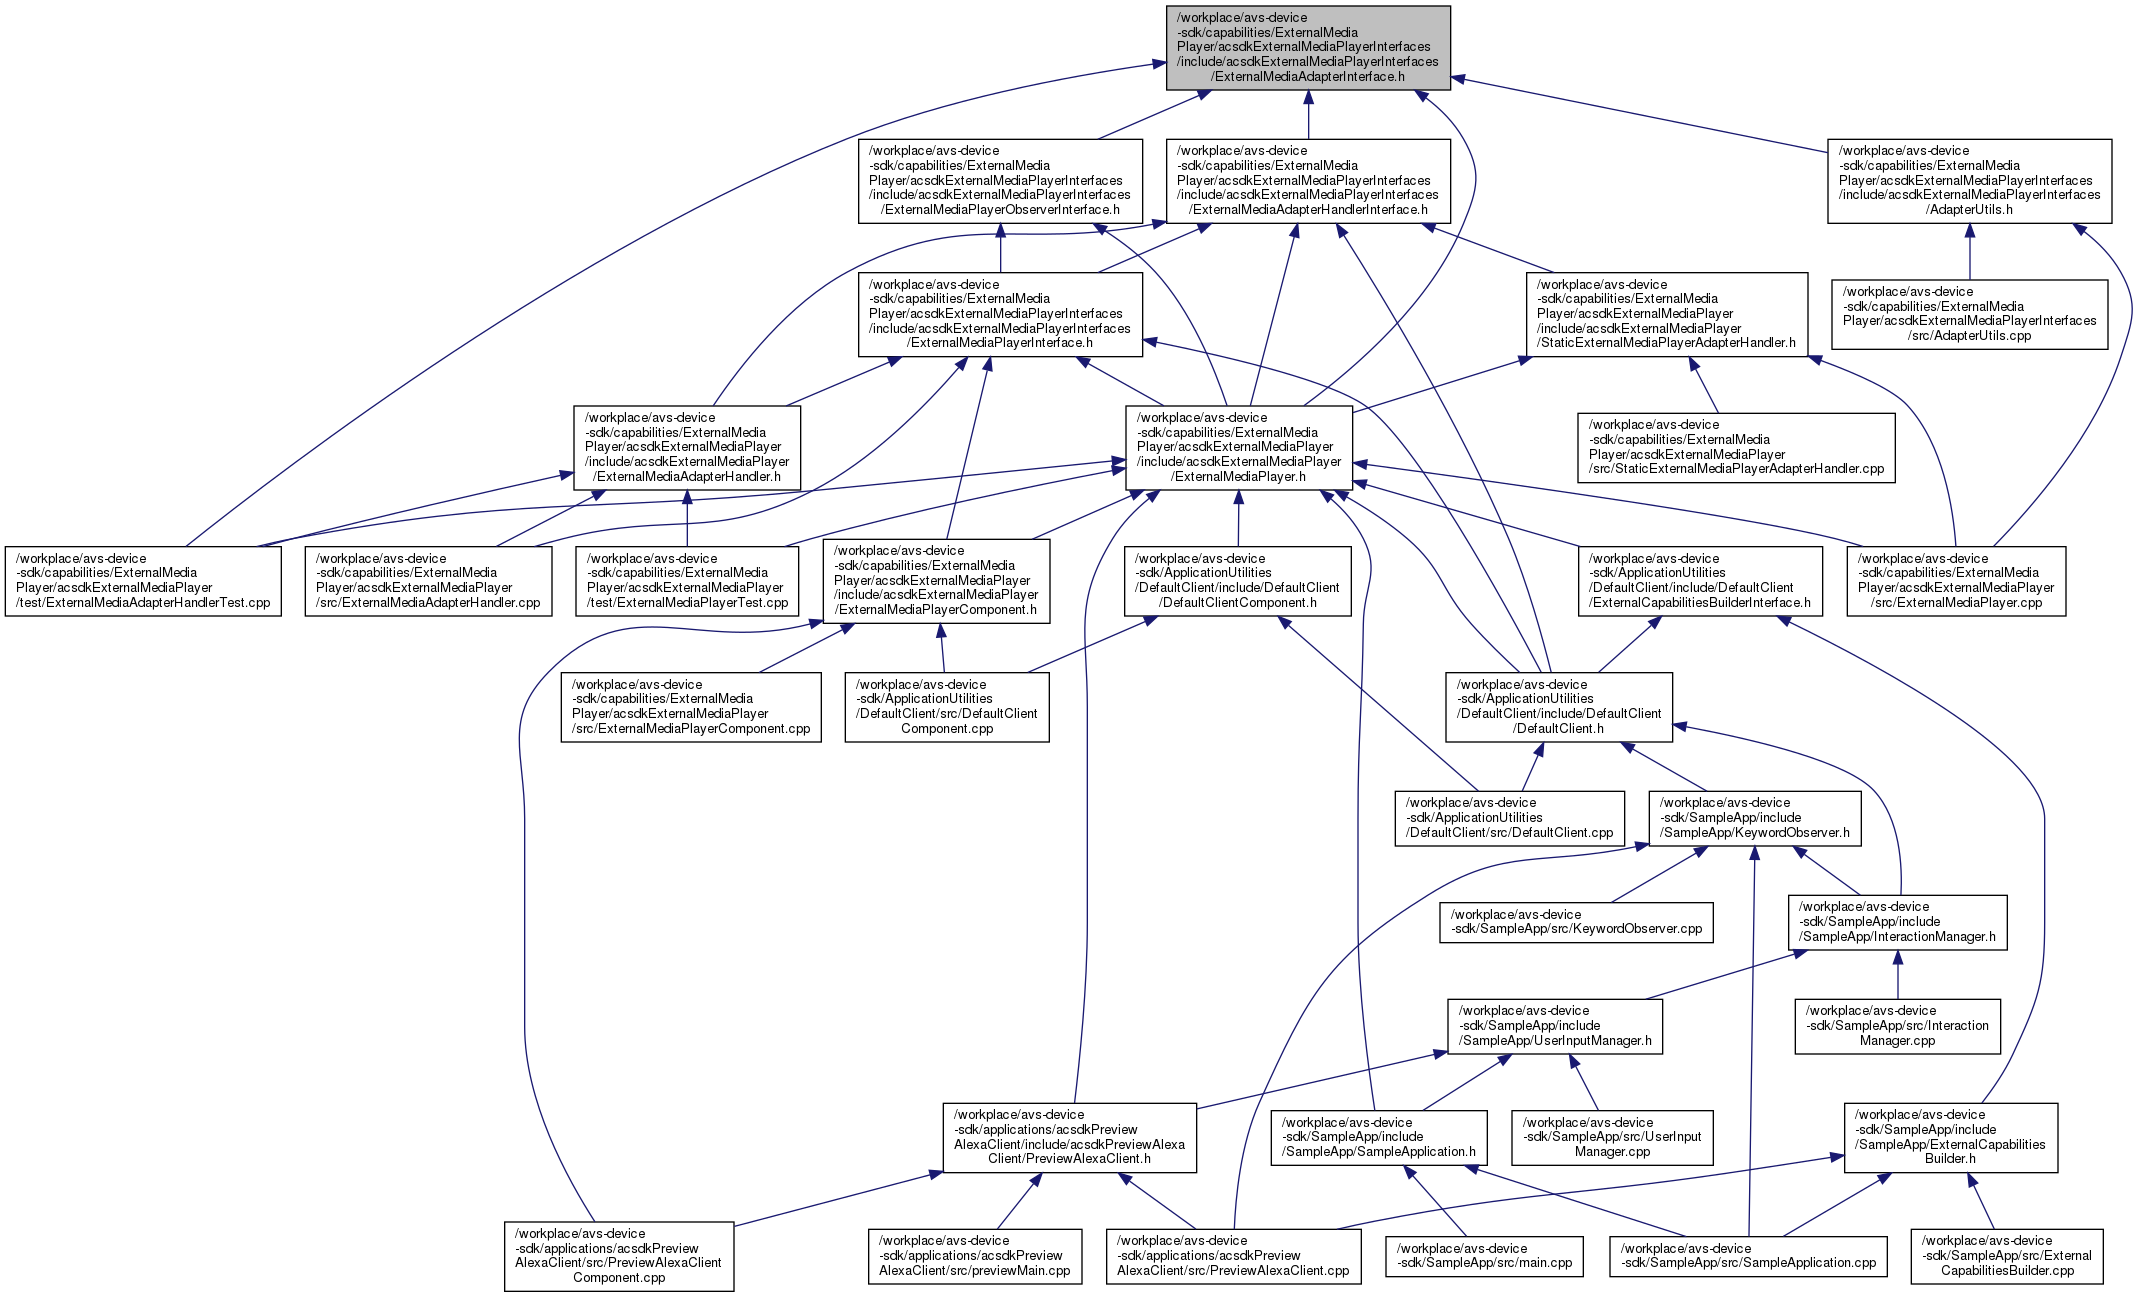 /workplace/avs-device
-sdk/capabilities/ExternalMedia
Player/acsdkExternalMediaPlayerInterfaces
/include/acsdkExternalMediaPlayerInterfaces
/ExternalMediaAdapterInterface.h
/workplace/avs-device
-sdk/capabilities/ExternalMedia
Player/acsdkExternalMediaPlayerInterfaces
/include/acsdkExternalMediaPlayerInterfaces
/ExternalMediaPlayerObserverInterface.h
/workplace/avs-device
-sdk/capabilities/ExternalMedia
Player/acsdkExternalMediaPlayerInterfaces
/include/acsdkExternalMediaPlayerInterfaces
/ExternalMediaAdapterHandlerInterface.h
/workplace/avs-device
-sdk/capabilities/ExternalMedia
Player/acsdkExternalMediaPlayerInterfaces
/include/acsdkExternalMediaPlayerInterfaces
/AdapterUtils.h
/workplace/avs-device
-sdk/capabilities/ExternalMedia
Player/acsdkExternalMediaPlayerInterfaces
/include/acsdkExternalMediaPlayerInterfaces
/ExternalMediaPlayerInterface.h
/workplace/avs-device
-sdk/capabilities/ExternalMedia
Player/acsdkExternalMediaPlayer
/include/acsdkExternalMediaPlayer
/StaticExternalMediaPlayerAdapterHandler.h
/workplace/avs-device
-sdk/capabilities/ExternalMedia
Player/acsdkExternalMediaPlayerInterfaces
/src/AdapterUtils.cpp
/workplace/avs-device
-sdk/capabilities/ExternalMedia
Player/acsdkExternalMediaPlayer
/include/acsdkExternalMediaPlayer
/ExternalMediaAdapterHandler.h
/workplace/avs-device
-sdk/capabilities/ExternalMedia
Player/acsdkExternalMediaPlayer
/include/acsdkExternalMediaPlayer
/ExternalMediaPlayer.h
/workplace/avs-device
-sdk/capabilities/ExternalMedia
Player/acsdkExternalMediaPlayer
/src/StaticExternalMediaPlayerAdapterHandler.cpp
/workplace/avs-device
-sdk/capabilities/ExternalMedia
Player/acsdkExternalMediaPlayer
/test/ExternalMediaAdapterHandlerTest.cpp
/workplace/avs-device
-sdk/capabilities/ExternalMedia
Player/acsdkExternalMediaPlayer
/src/ExternalMediaAdapterHandler.cpp
/workplace/avs-device
-sdk/capabilities/ExternalMedia
Player/acsdkExternalMediaPlayer
/test/ExternalMediaPlayerTest.cpp
/workplace/avs-device
-sdk/capabilities/ExternalMedia
Player/acsdkExternalMediaPlayer
/include/acsdkExternalMediaPlayer
/ExternalMediaPlayerComponent.h
/workplace/avs-device
-sdk/ApplicationUtilities
/DefaultClient/include/DefaultClient
/DefaultClientComponent.h
/workplace/avs-device
-sdk/ApplicationUtilities
/DefaultClient/include/DefaultClient
/ExternalCapabilitiesBuilderInterface.h
/workplace/avs-device
-sdk/capabilities/ExternalMedia
Player/acsdkExternalMediaPlayer
/src/ExternalMediaPlayer.cpp
/workplace/avs-device
-sdk/capabilities/ExternalMedia
Player/acsdkExternalMediaPlayer
/src/ExternalMediaPlayerComponent.cpp
/workplace/avs-device
-sdk/ApplicationUtilities
/DefaultClient/src/DefaultClient
Component.cpp
/workplace/avs-device
-sdk/ApplicationUtilities
/DefaultClient/include/DefaultClient
/DefaultClient.h
/workplace/avs-device
-sdk/ApplicationUtilities
/DefaultClient/src/DefaultClient.cpp
/workplace/avs-device
-sdk/SampleApp/include
/SampleApp/KeywordObserver.h
/workplace/avs-device
-sdk/SampleApp/src/KeywordObserver.cpp
/workplace/avs-device
-sdk/SampleApp/include
/SampleApp/InteractionManager.h
/workplace/avs-device
-sdk/SampleApp/include
/SampleApp/UserInputManager.h
/workplace/avs-device
-sdk/SampleApp/src/Interaction
Manager.cpp
/workplace/avs-device
-sdk/applications/acsdkPreview
AlexaClient/include/acsdkPreviewAlexa
Client/PreviewAlexaClient.h
/workplace/avs-device
-sdk/SampleApp/include
/SampleApp/SampleApplication.h
/workplace/avs-device
-sdk/SampleApp/src/UserInput
Manager.cpp
/workplace/avs-device
-sdk/SampleApp/include
/SampleApp/ExternalCapabilities
Builder.h
/workplace/avs-device
-sdk/applications/acsdkPreview
AlexaClient/src/PreviewAlexaClient
Component.cpp
/workplace/avs-device
-sdk/applications/acsdkPreview
AlexaClient/src/previewMain.cpp
/workplace/avs-device
-sdk/applications/acsdkPreview
AlexaClient/src/PreviewAlexaClient.cpp
/workplace/avs-device
-sdk/SampleApp/src/main.cpp
/workplace/avs-device
-sdk/SampleApp/src/SampleApplication.cpp
/workplace/avs-device
-sdk/SampleApp/src/External
CapabilitiesBuilder.cpp